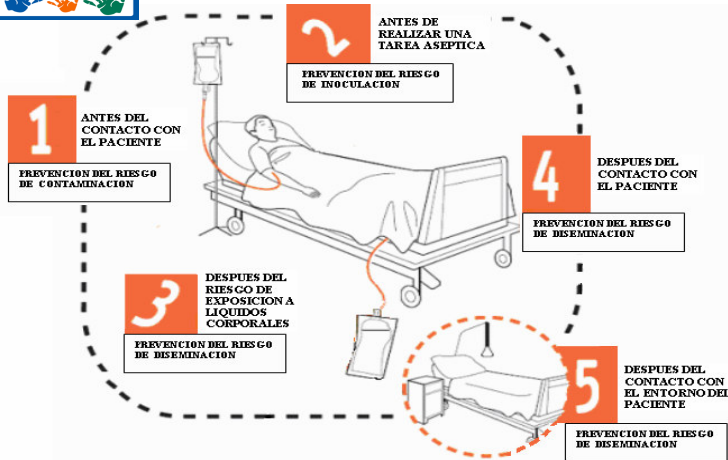 1
ANTES DEL
CONTACTO CON
EL PACIENTE
PREVENCION DEL RIESGO
DE CONTAMINACION
2
ANTES DE
REALIZAR UNA
TAREA ASEPTICA
PREVENCION DEL RIESGO
DE INOCULACION
3
DESPUES DEL
RIESGO DE
EXPOSICION A
LIQUIDOS
CORPORALES
PREVENCION DEL RIESGO
DE DISEMINACION
4
DESPUES DEL
CONTACTO CON
EL PACIENTE
PREVENCION DEL RIESGO
DE DISEMINACION
5
DESPUES DEL
CONTACTO CON
EL ENTORNO DEL
PACIENTE
PREVENCION DEL RIESGO
DE DISEMINACION